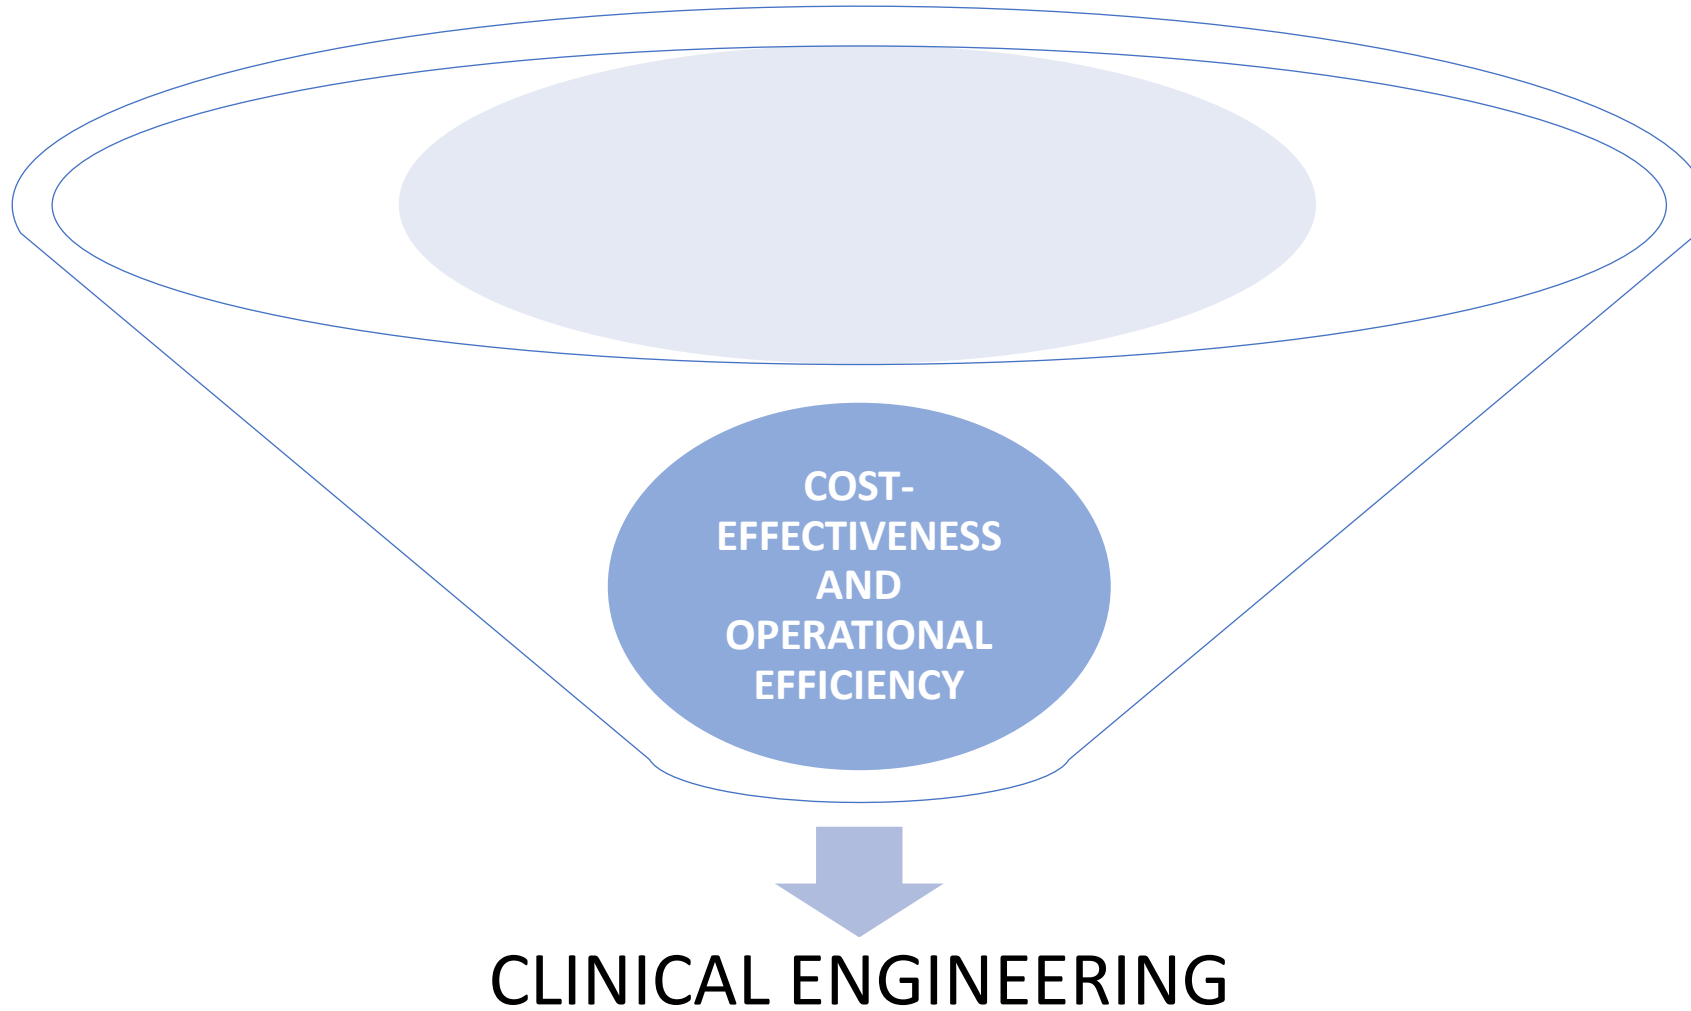 COST-
EFFECTIVENESS
AND
OPERATIONAL
EFFICIENCY
CLINICAL ENGINEERING